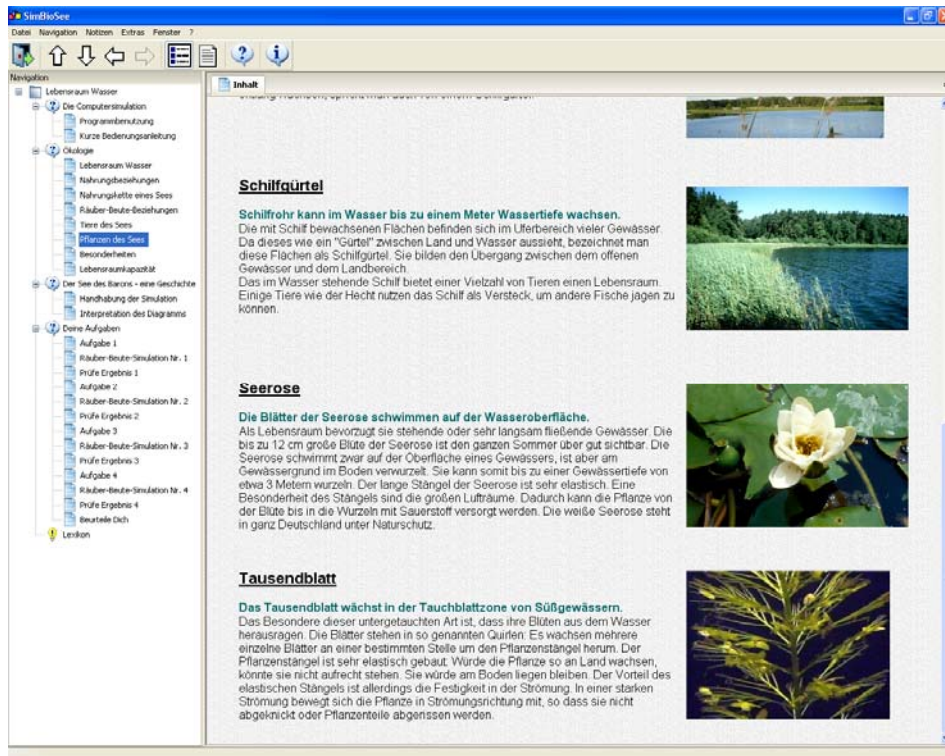 SimBioSee
Datei Navigation Notizen Extras Fenster ?
Navigation
Lebensraum Wasser
Die Computersimulation
Programmbenutzung
Kurze Bedienungsanleitung
Ökologie
Lebensraum Wasser
Nahrungsbeziehungen
Nahrungskette eines Sees
Räuber-Beute-Beziehungen
Tiere des Sees
Pflanzen des Sees
Besonderheiten
Lebensraumkapazität
Der See des Barons - eine Geschichte
Handhabung der Simulation
Interpretation des Diagramms
Deine Aufgaben
Aufgabe 1
Räuber-Beute-Simulation Nr. 1
Prüfe Ergebnis 1
Aufgabe 2
Räuber-Beute-Simulation Nr. 2
Prüfe Ergebnis 2
Aufgabe 3
Räuber-Beute-Simulation Nr. 3
Prüfe Ergebnis 3
Aufgabe 4
Räuber-Beute-Simulation Nr. 4
Prüfe Ergebnis 4
Beurteile Dich
Lexikon
Inhalt
Schilfgürtel
Schilfrohr kann im Wasser bis zu einem Meter Wassertiefe wachsen.
Die mit Schilf bewachsenen Flächen befinden sich im Uferbereich vieler Gewässer.
Da dieses wie ein "Gürtel" zwischen Land und Wasser aussieht, bezeichnet man
diese Flächen als Schilfgürtel. Sie bilden den Übergang zwischen dem offenen
Gewässer und dem Landbereich.
Das im Wasser stehende Schilf bietet einer Vielzahl von Tieren einen Lebensraum.
Einige Tiere wie der Hecht nutzen das Schilf als Versteck, um andere Fische jagen zu
können.
Seerose
Die Blätter der Seerose schwimmen auf der Wasseroberfläche.
Als Lebensraum bevorzugt sie stehende oder sehr langsam fließende Gewässer. Die
bis zu 12 cm große Blüte der Seerose ist den ganzen Sommer über gut sichtbar. Die
Seerose schwimmt zwar auf der Oberfläche eines Gewässers, ist aber am
Gewässergrund im Boden verwurzelt. Sie kann somit bis zu einer Gewässertiefe von
etwa 3 Metern wurzeln. Der lange Stängel der Seerose ist sehr elastisch. Eine
Besonderheit des Stängels sind die großen Lufträume. Dadurch kann die Pflanze von
der Blüte bis in die Wurzeln mit Sauerstoff versorgt werden. Die weiße Seerose steht
in ganz Deutschland unter Naturschutz.
Tausendblatt
Das Tausendblatt wächst in der Tauchblattzone von Süßgewässern.
Das Besondere dieser untergetauchten Art ist, dass ihre Blüten aus dem Wasser
herausragen. Die Blätter stehen in so genannten Quirlen: Es wachsen mehrere
einzelne Blätter an einer bestimmten Stelle um den Pflanzenstängel herum. Der
Pflanzenstängel ist sehr elastisch gebaut. Würde die Pflanze so an Land wachsen,
könnte sie nicht aufrecht stehen. Sie würde am Boden liegen bleiben. Der Vorteil des
elastischen Stängels ist allerdings die Festigkeit in der Strömung. In einer starken
Strömung bewegt sich die Pflanze in Strömungsrichtung mit, so dass sie nicht
abgeknickt oder Pflanzenteile abgerissen werden.